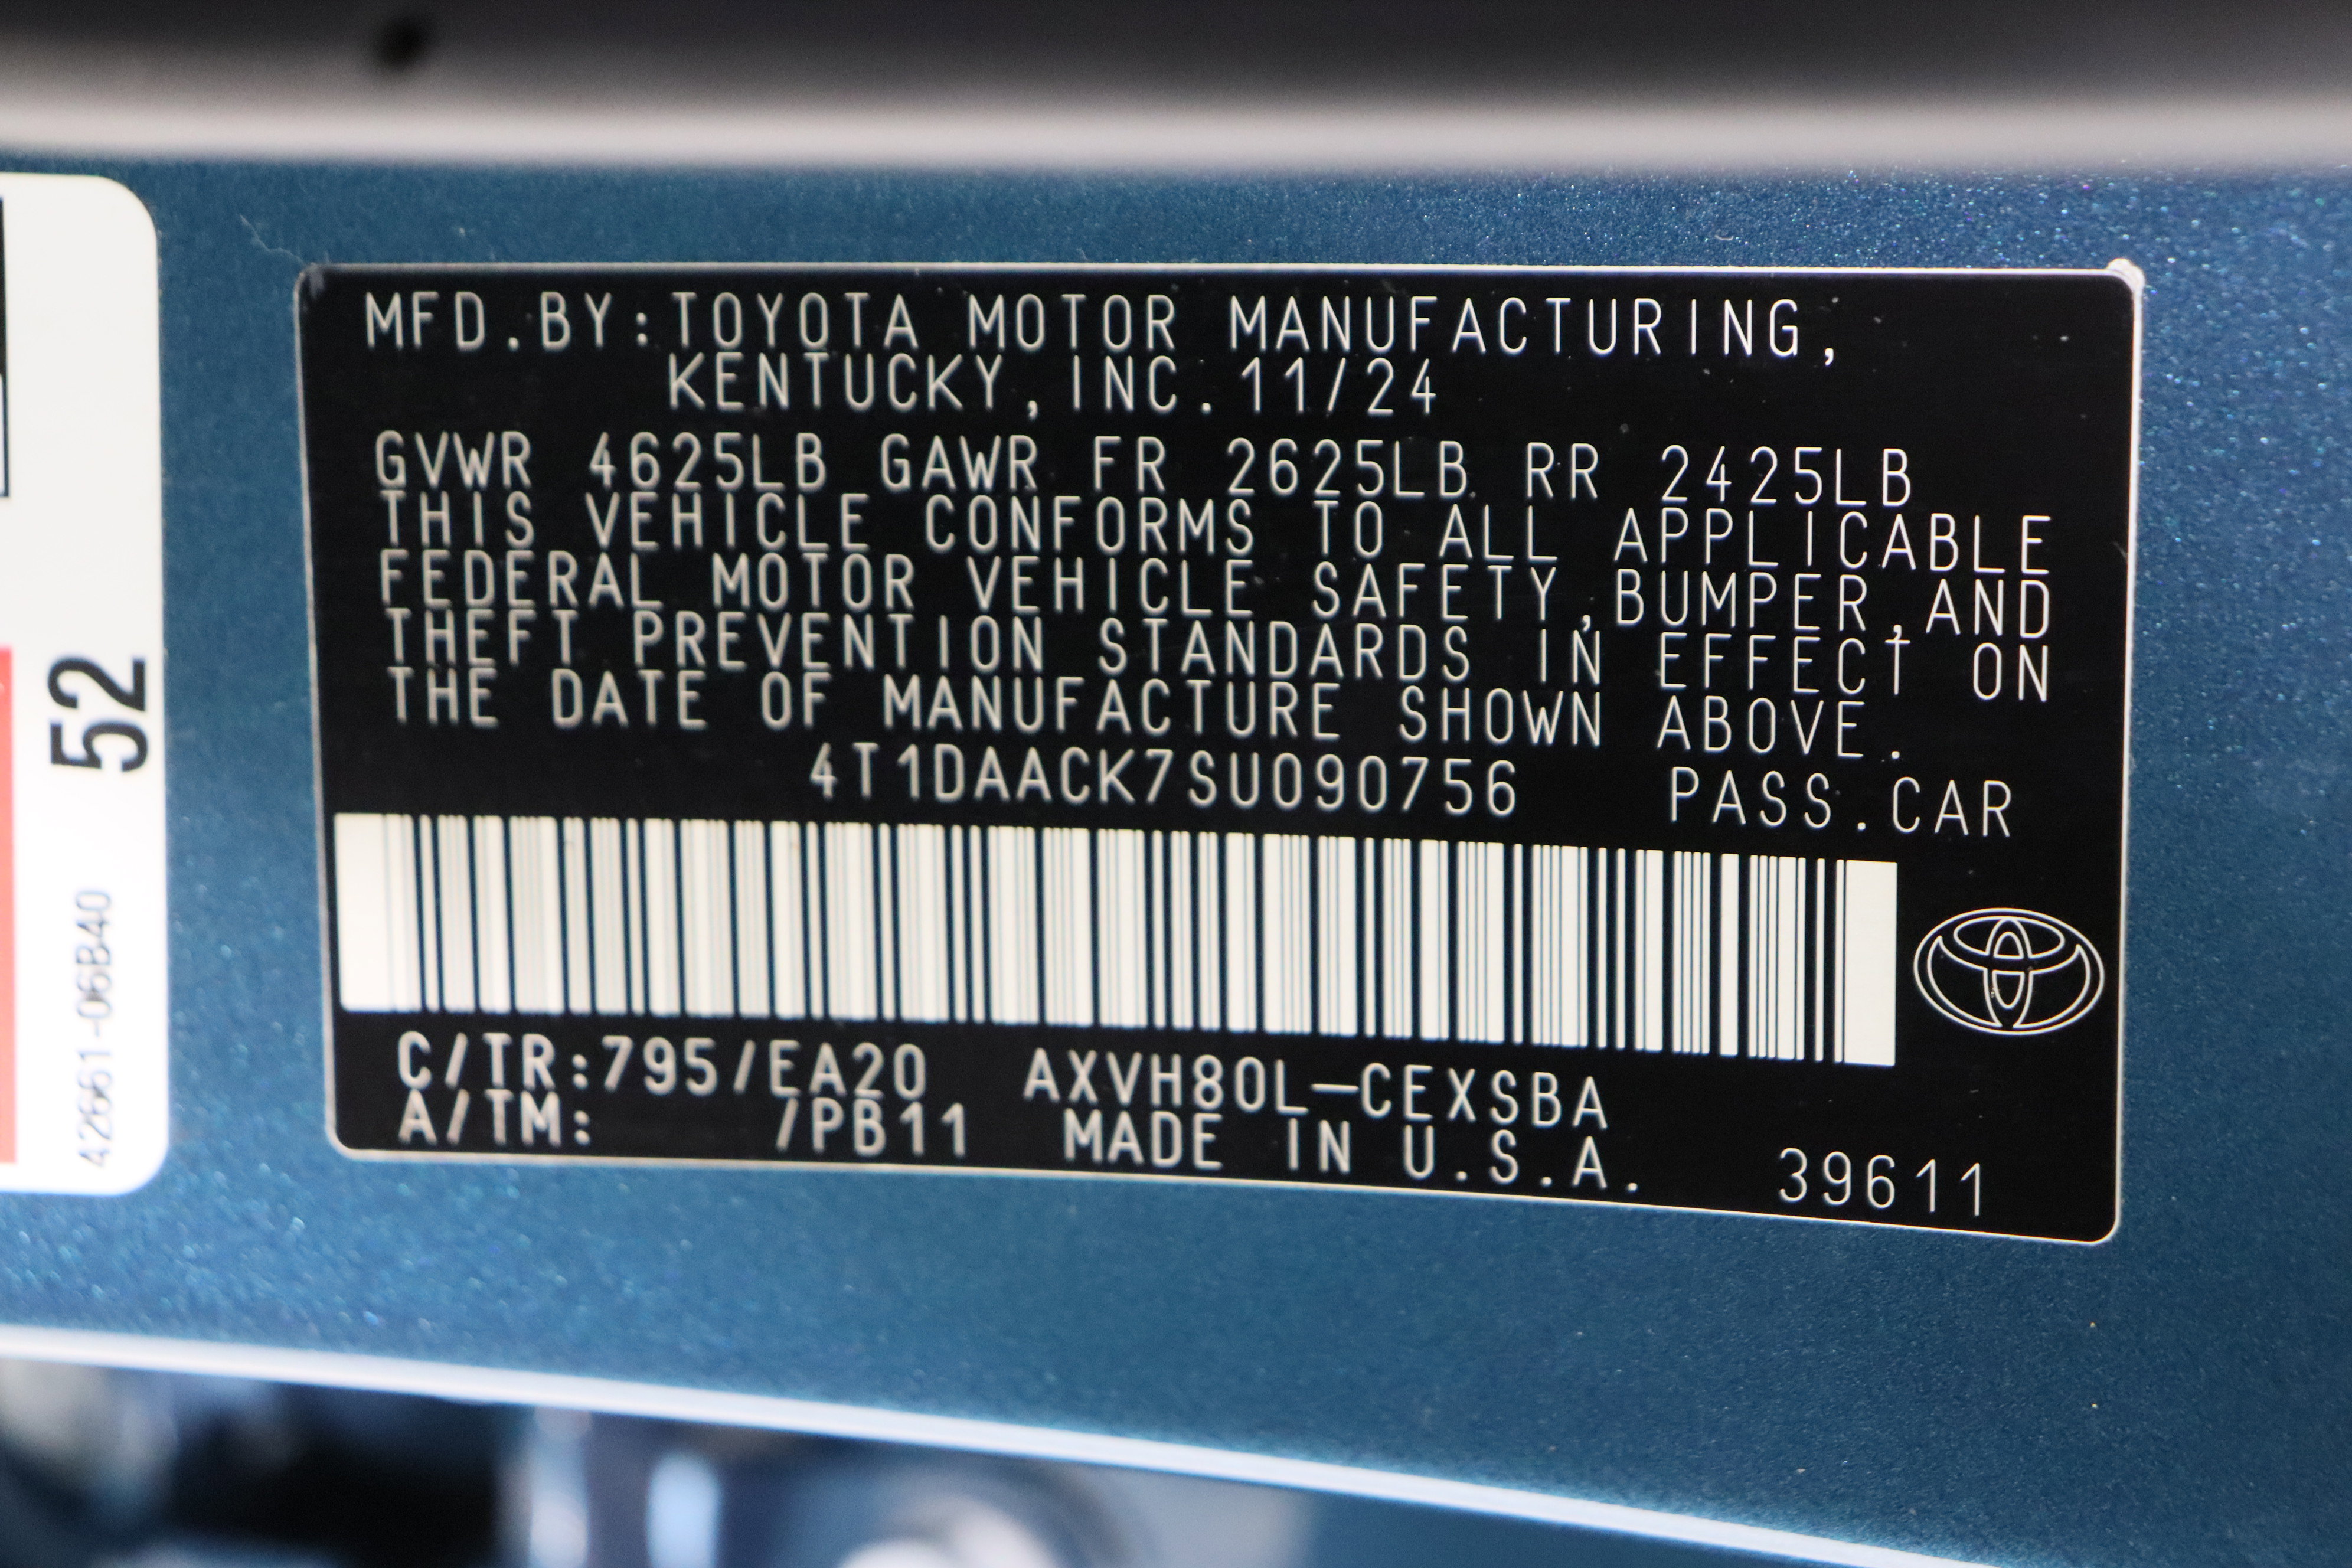 MFD.BY:TOYOTA MOTOR MANUFACTURING,
KENTUCKY,INC.11/24
GVWR 4625LB GAWR FR 2625LB RR 2425LB
THIS VEHICLE CONFORMS TO ALL APPLICABLE
FEDERAL MOTOR VEHICLE SAFETY,BUMPER,AND
THEFT PREVENTION STANDARDS IN EFFECT ON
THE DATE OF MANUFACTURE SHOWN ABOVE.
4T1DAACK7SU090756 PASS.CAR
C/TR:795/EA20 AXVH80L-CEXSBA
A/TM: /PB11 MADE IN U.S.A. 39611
52
42661-06B40